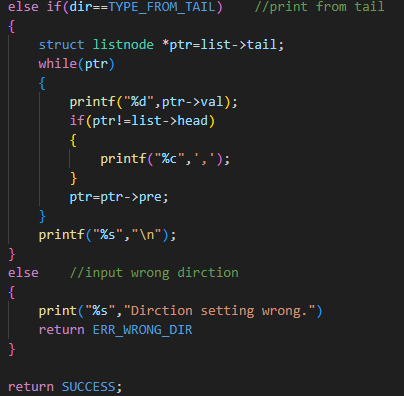 else if(dir==TYPE_FROM_TAIL)    //print from tail
{
    struct listnode *ptr=list->tail;
    while(ptr)
    {
        printf("%d",ptr->val);
        if(ptr!=list->head)
        {
            printf("%c",',');
        }
        ptr=ptr->pre;
    }
    printf("%s","\n");
}
else    //input wrong dirction
{
    print("%s","Dirction setting wrong.")
    return ERR_WRONG_DIR
}

return SUCCESS;